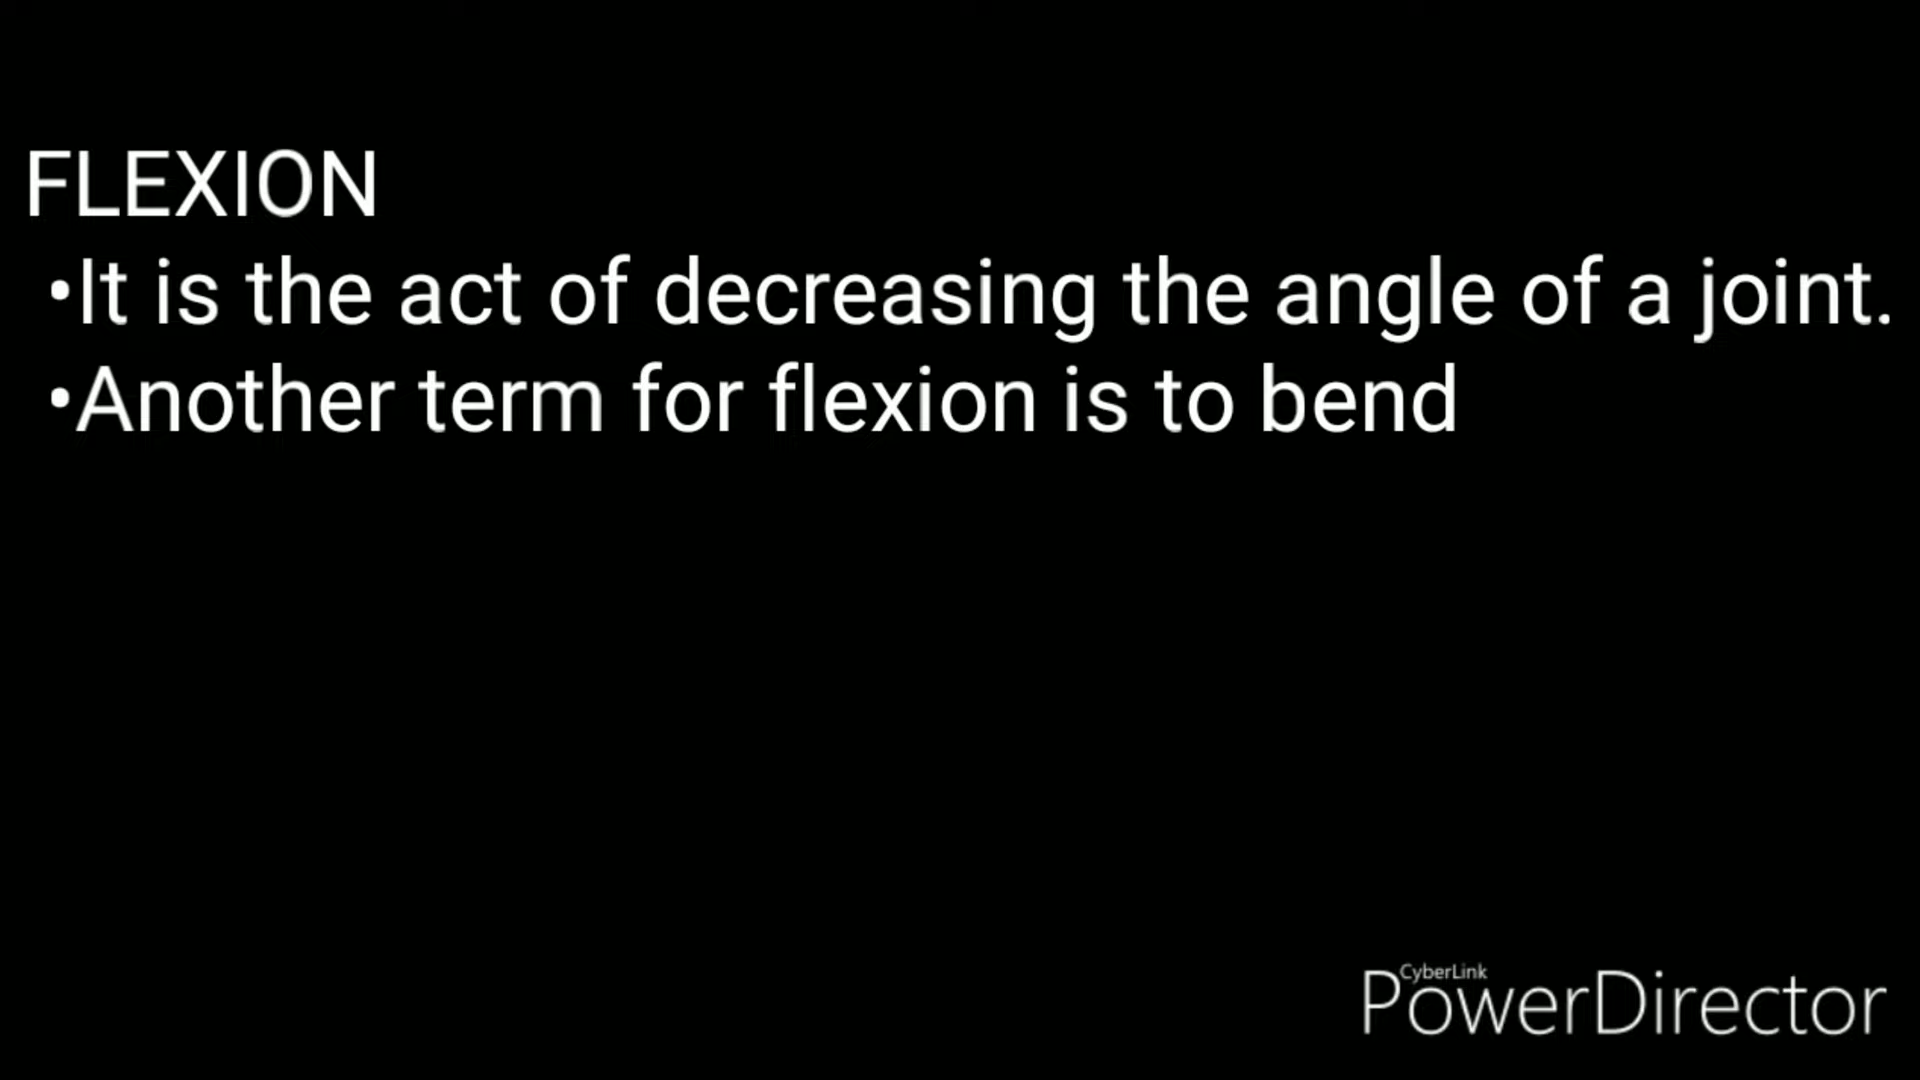 FLEXION
•It is the act of decreasing the angle of a joint.
•Another term for flexion is to bend
CyberLink
PowerDirector